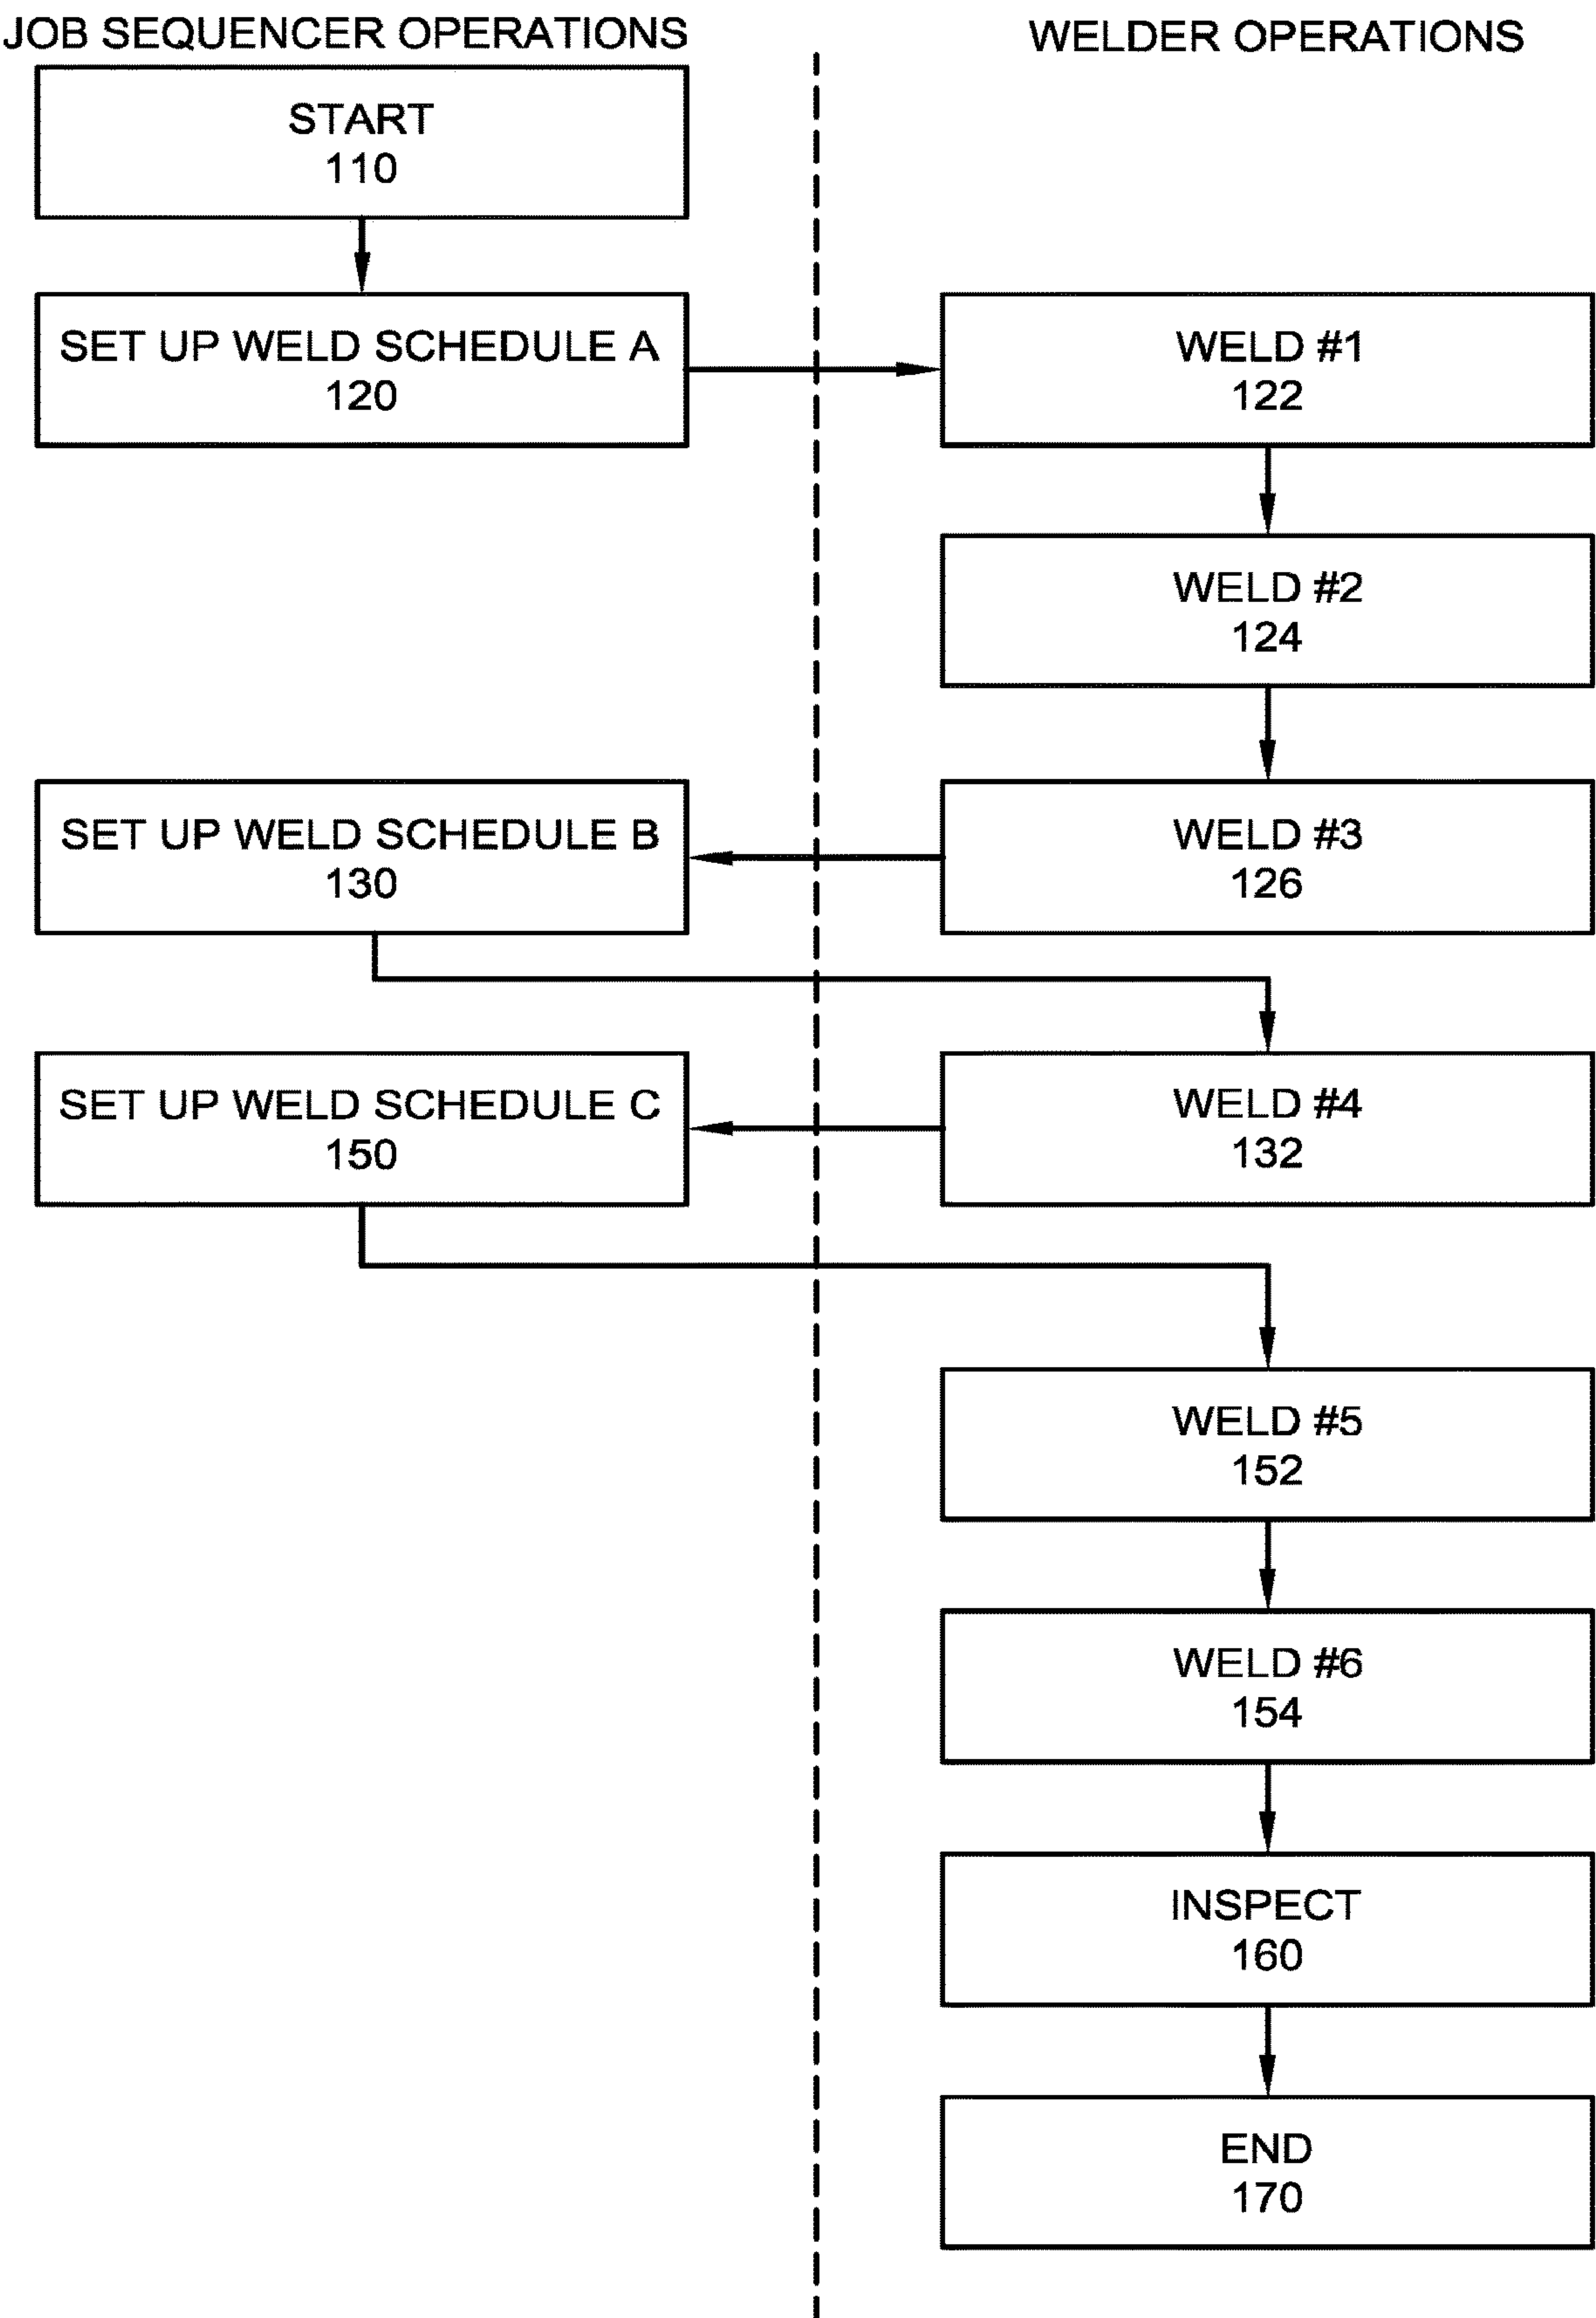 JOB SEQUENCER OPERATIONS
WELDER OPERATIONS
START
110
SET UP WELD SCHEDULE A
120
WELD #1
122
WELD #2
124
WELD #3
126
SET UP WELD SCHEDULE B
130
WELD #4
132
SET UP WELD SCHEDULE C
150
WELD #5
152
WELD #6
154
INSPECT
160
END
170